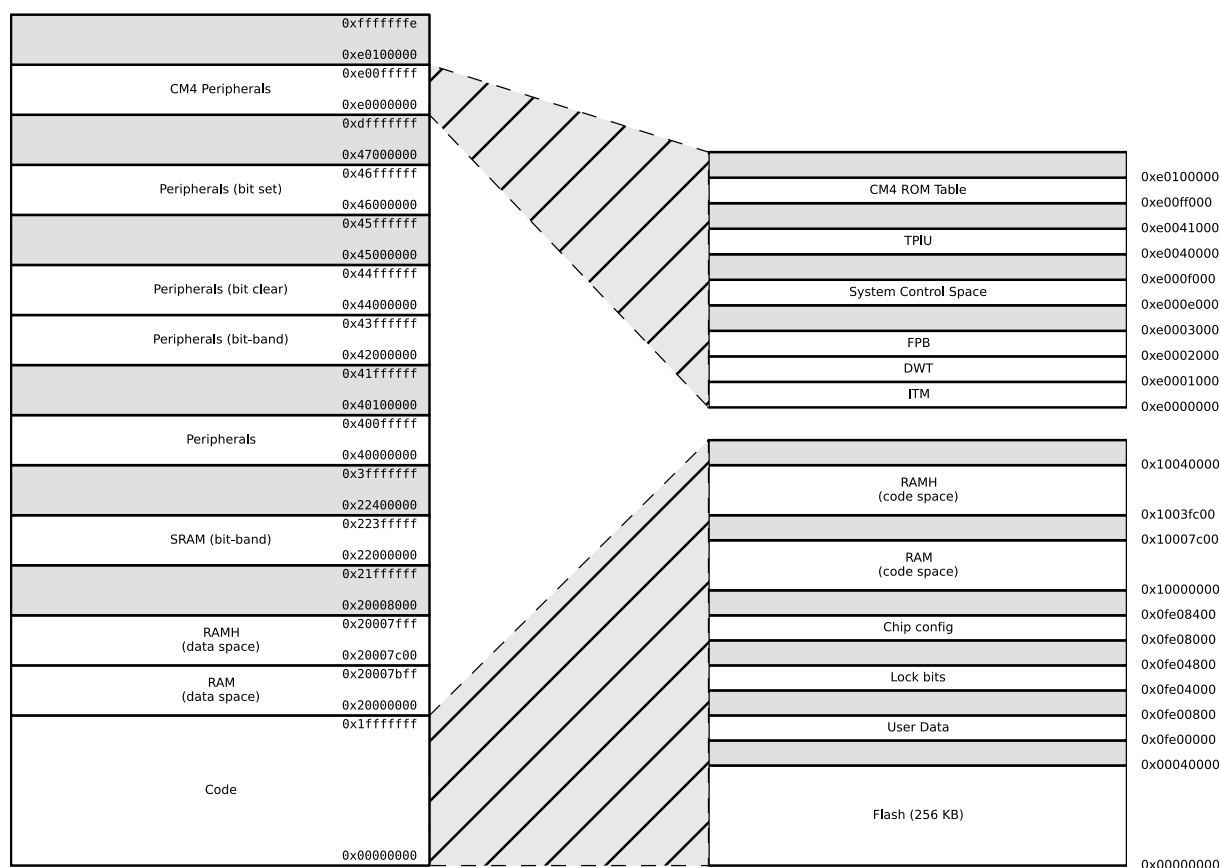 0xfffffffe
0xe0100000
0xe00fffff
CM4 Peripherals
0xe0000000
0xdfffffff
0x47000000
0x46ffffff
Peripherals (bit set)
0x46000000
0x45ffffff
0x45000000
0x44ffffff
Peripherals (bit clear)
0x44000000
0x43ffffff
Peripherals (bit-band)
0x42000000
0x41ffffff
0x40100000
0x400fffff
Peripherals
0x40000000
0x3fffffff
0x22400000
0x223fffff
SRAM (bit-band)
0x22000000
0x21ffffff
0x20008000
0x20007fff
RAMH
(data space)
0x20007c00
0x20007bff
RAM
(data space)
0x20000000
0x1fffffff
Code
0x00000000
0xe0100000
CM4 ROM Table
0xe00ff000
0xe0041000
TPIU
0xe0040000
0xe000f000
System Control Space
0xe000e000
0xe0003000
FPB
0xe0002000
DWT
0xe0001000
ITM
0xe0000000
0x10040000
RAMH
(code space)
0x1003fc00
0x10007c00
RAM
(code space)
0x10000000
0x0fe08400
Chip config
0x0fe08000
0x0fe04800
Lock bits
0x0fe04000
0x0fe00800
User Data
0x0fe00000
0x00040000
Flash (256 KB)
0x00000000